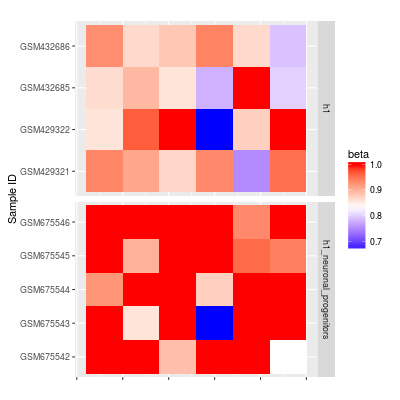 GSM432686
GSM432685
GSM429322
GSM429321
h1
GSM675546
GSM675545
GSM675544
GSM675543
GSM675542
h1_neuronal_progenitors
Sample ID
beta
1.0
0.9
0.8
0.7